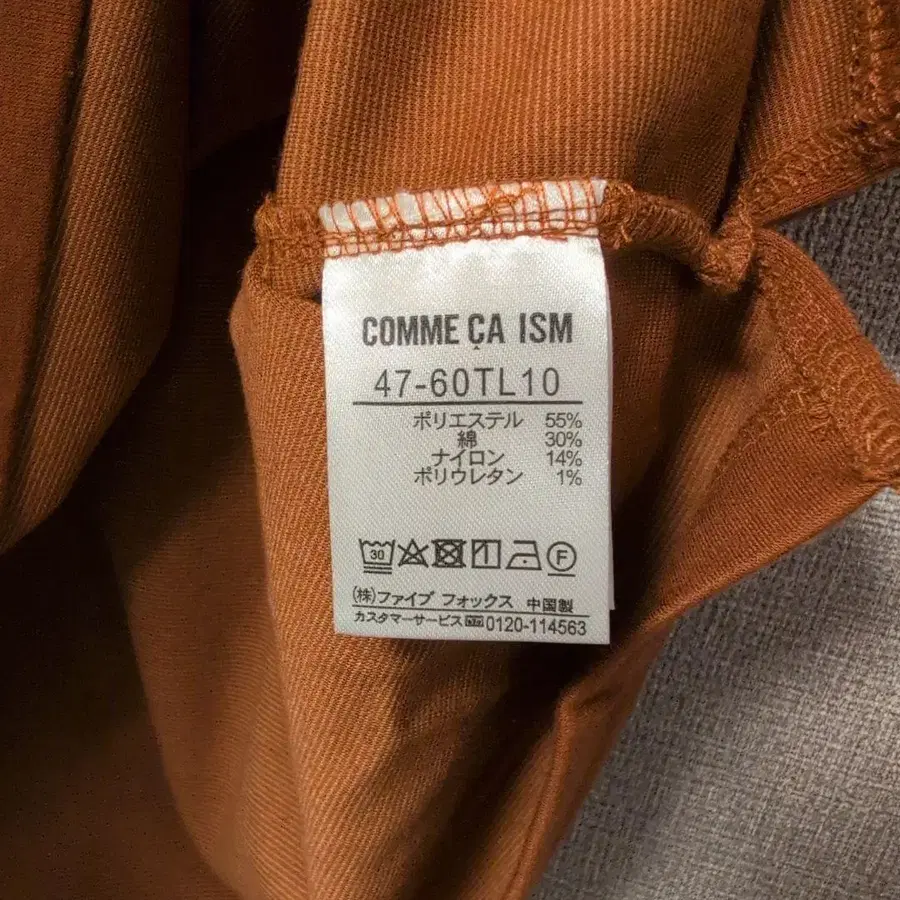 COMME ÇA ISM
47-60TL10
ポリエステル 55%
綿 30%
ナイロン 14%
ポリウレタン 1%
30 F
(株)ファイブ フォックス 中国製
カスタマーサービス 0120-114563